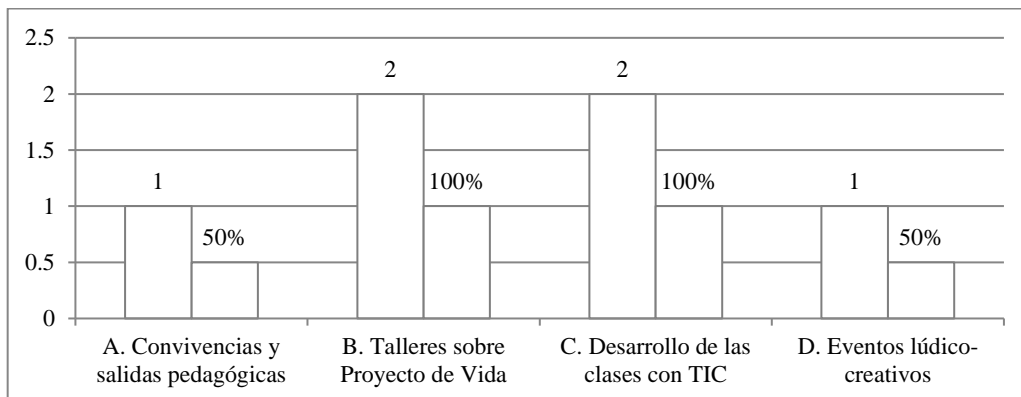 2.5
2
1.5
1
0.5
0
1
50%
2
100%
2
100%
1
50%
A. Convivencias y
salidas pedagógicas
B. Talleres sobre
Proyecto de Vida
C. Desarrollo de las
clases con TIC
D. Eventos lúdico-
creativos